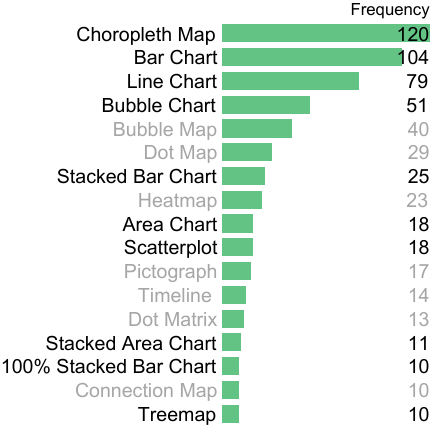 Frequency
Choropleth Map 120
Bar Chart 104
Line Chart 79
Bubble Chart 51
Bubble Map 40
Dot Map 29
Stacked Bar Chart 25
Heatmap 23
Area Chart 18
Scatterplot 18
Pictograph 17
Timeline 14
Dot Matrix 13
Stacked Area Chart 11
100% Stacked Bar Chart 10
Connection Map 10
Treemap 10